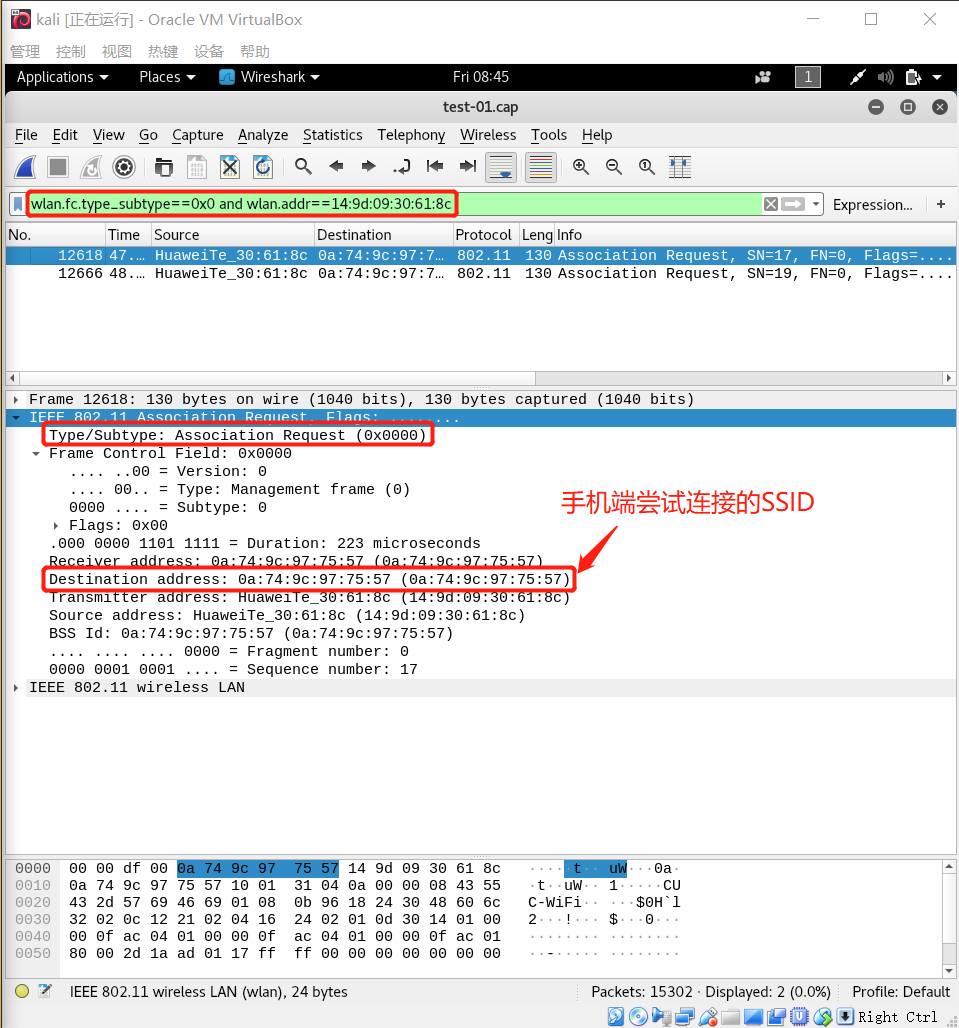 kali [正在运行] - Oracle VM VirtualBox
管理 控制 视图 热键 设备 帮助
Applications Places Wireshark Fri 08:45 1
test-01.cap
File Edit View Go Capture Analyze Statistics Telephony Wireless Tools Help
wlan.fc.type_subtype==0x0 and wlan.addr==14:9d:09:30:61:8c Expression... +
No. Time Source Destination Protocol Leng Info
12618 47.… HuaweiTe_30:61:8c 0a:74:9c:97:7… 802.11 130 Association Request, SN=17, FN=0, Flags=....
12666 48.… HuaweiTe_30:61:8c 0a:74:9c:97:7… 802.11 130 Association Request, SN=19, FN=0, Flags=....
Frame 12618: 130 bytes on wire (1040 bits), 130 bytes captured (1040 bits)
IEEE 802.11 Association Request, Flags: ........
Type/Subtype: Association Request (0x0000)
Frame Control Field: 0x0000
.... ..00 = Version: 0
.... 00.. = Type: Management frame (0)
0000 .... = Subtype: 0
手机端尝试连接的SSID
Flags: 0x00
.000 0000 1101 1111 = Duration: 223 microseconds
Receiver address: 0a:74:9c:97:75:57 (0a:74:9c:97:75:57)
Destination address: 0a:74:9c:97:75:57 (0a:74:9c:97:75:57)
Transmitter address: HuaweiTe_30:61:8c (14:9d:09:30:61:8c)
Source address: HuaweiTe_30:61:8c (14:9d:09:30:61:8c)
BSS Id: 0a:74:9c:97:75:57 (0a:74:9c:97:75:57)
.... .... .... 0000 = Fragment number: 0
0000 0001 0001 .... = Sequence number: 17
IEEE 802.11 wireless LAN
0000 00 00 df 00 0a 74 9c 97 75 57 14 9d 09 30 61 8c ·····t·· uW···0a·
0010 0a 74 9c 97 75 57 10 01 31 04 0a 00 00 08 43 55 ·t··uW·· 1·····CU
0020 43 2d 57 69 46 69 01 08 0b 96 18 24 30 48 60 6c C-WiFi·· ···$0H`l
0030 32 02 0c 12 21 02 04 16 24 02 01 0d 30 14 01 00 2···!··· $···0···
0040 00 0f ac 04 01 00 00 0f ac 04 01 00 00 0f ac 01 ········ ········
0050 80 00 2d 1a ad 01 17 ff ff 00 00 00 00 00 00 00 ··-····· ········
IEEE 802.11 wireless LAN (wlan), 24 bytes Packets: 15302 · Displayed: 2 (0.0%) Profile: Default
Right Ctrl